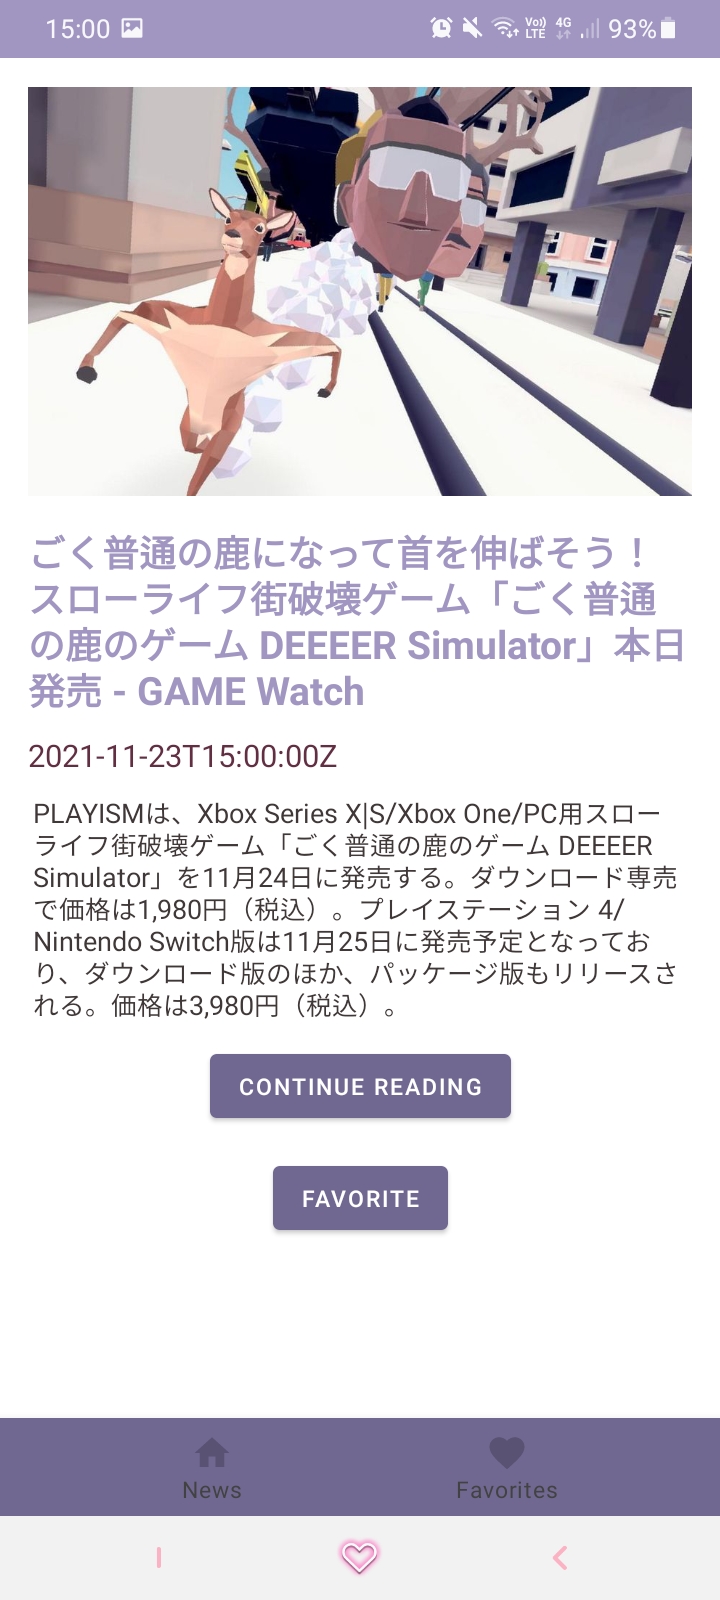 15:00
Vo)) LTE 4G 93%
ごく普通の鹿になって首を伸ばそう！
スローライフ街破壊ゲーム「ごく普通
の鹿のゲーム DEEEER Simulator」本日
発売 - GAME Watch
2021-11-23T15:00:00Z
PLAYISMは、Xbox Series X|S/Xbox One/PC用スロー
ライフ街破壊ゲーム「ごく普通の鹿のゲーム DEEEER
Simulator」を11月24日に発売する。ダウンロード専売
で価格は1,980円（税込）。プレイステーション 4/
Nintendo Switch版は11月25日に発売予定となってお
り、ダウンロード版のほか、パッケージ版もリリースさ
れる。価格は3,980円（税込）。
CONTINUE READING
FAVORITE
News
Favorites